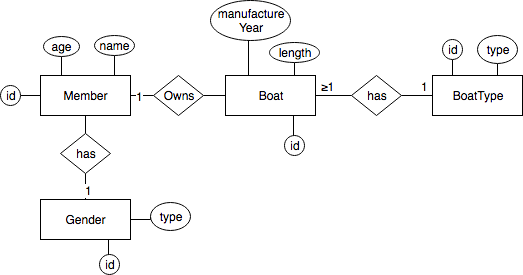 manufacture
Year
age
name
length
id
type
id
Member
1
Owns
Boat
≥1
has
1
BoatType
has
id
1
Gender
type
id